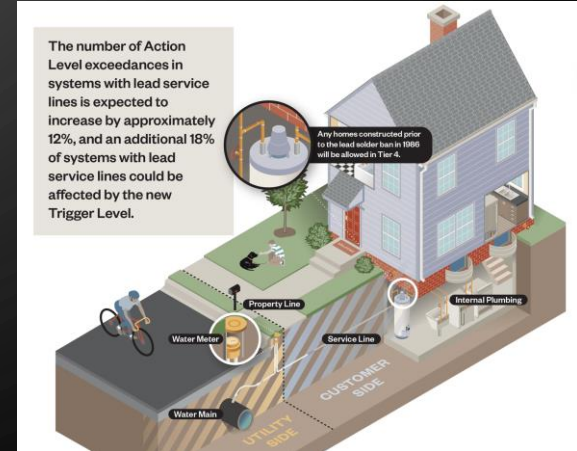 The number of Action
Level exceedances in
systems with lead service
lines is expected to
increase by approximately
12%, and an additional 18%
of systems with lead
service lines could be
affected by the new
Trigger Level.
Any homes constructed prior
to the lead solder ban in 1986
will be allowed in Tier 4.
Property Line
Internal Plumbing
Water Meter
Service Line
Water Main
CUSTOMER
SIDE
UTILITY
SIDE